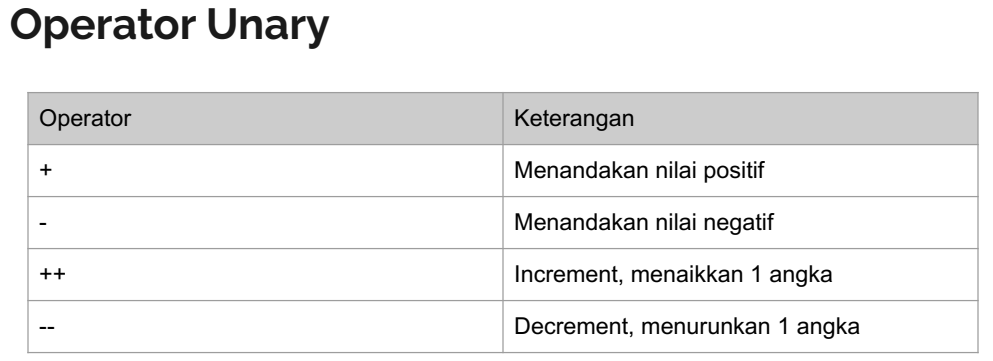 Operator Unary
Operator Keterangan
+ Menandakan nilai positif
- Menandakan nilai negatif
++ Increment, menaikkan 1 angka
-- Decrement, menurunkan 1 angka